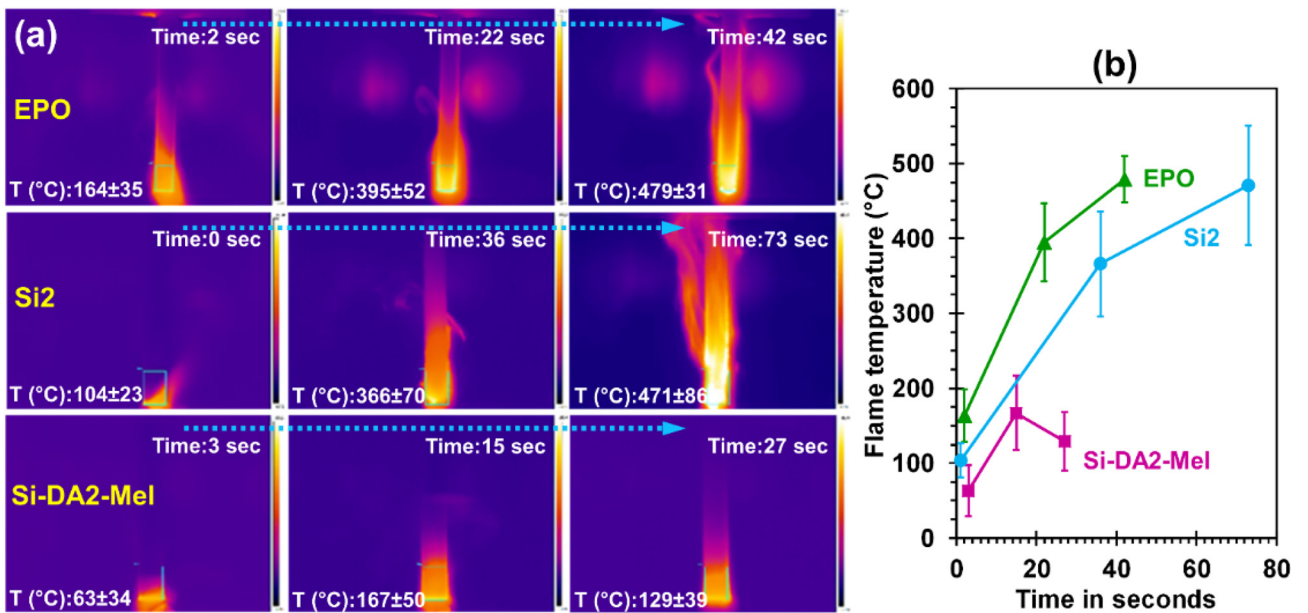 (a)
Time:2 sec
Time:22 sec
Time:42 sec
EPO
T (°C):164±35
T (°C):395±52
T (°C):479±31
Time:0 sec
Time:36 sec
Time:73 sec
Si2
T (°C):104±23
T (°C):366±70
T (°C):471±86
Time:3 sec
Time:15 sec
Time:27 sec
Si-DA2-Mel
T (°C):63±34
T (°C):167±50
T (°C):129±39
(b)
Flame temperature (°C)
600
500
400
300
200
100
0
EPO
Si2
Si-DA2-Mel
0 20 40 60 80
Time in seconds